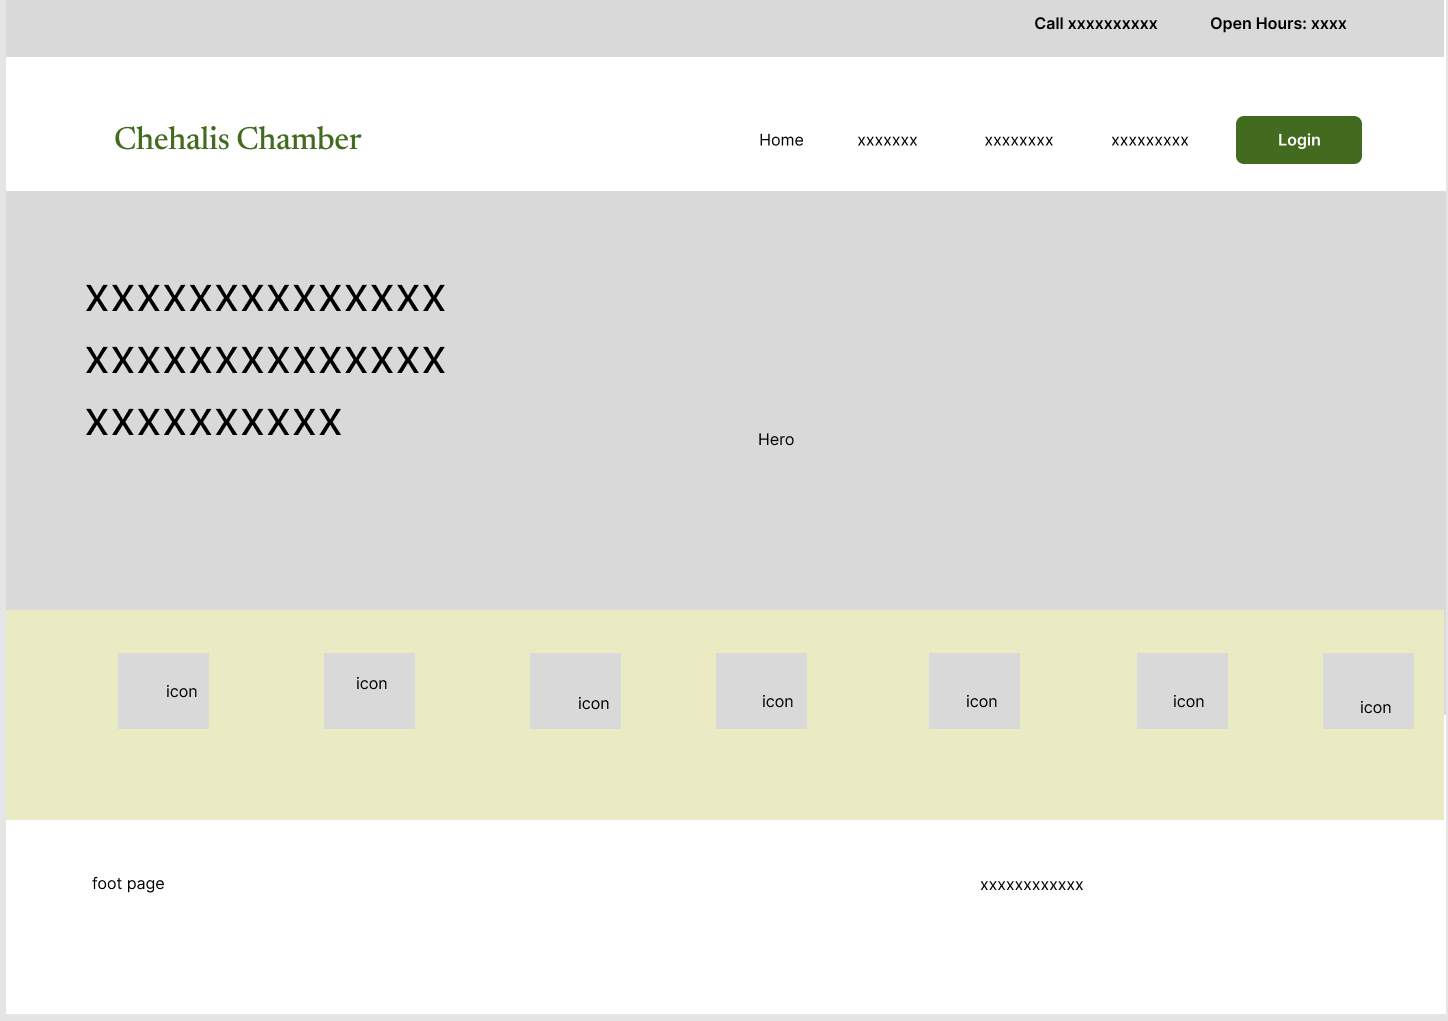 Call xxxxxxxxxx Open Hours: xxxx
Chehalis Chamber Home xxxxxxx xxxxxxxx xxxxxxxxx Login
XXXXXXXXXXXXXX
XXXXXXXXXXXXXX
XXXXXXXXXX
Hero
icon icon icon icon icon icon icon
foot page xxxxxxxxxxxx